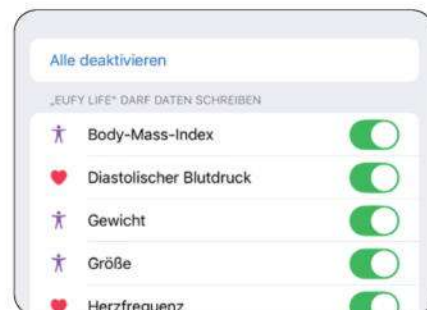 Alle deaktivieren
„EUFY LIFE“ DARF DATEN SCHREIBEN
Body-Mass-Index
Diastolischer Blutdruck
Gewicht
Größe
Herzfrequenz